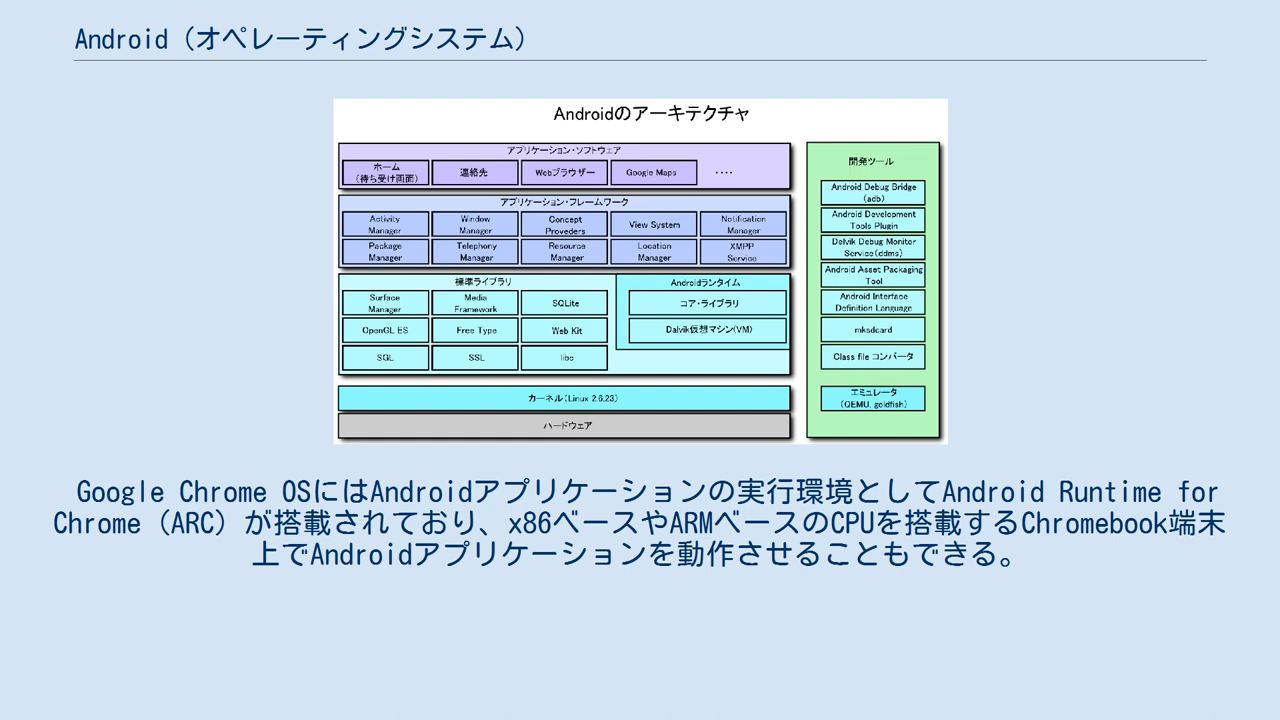 Android（オペレーティングシステム）
Androidのアーキテクチャ
アプリケーション・ソフトウェア
ホーム
（待ち受け画面）
連絡先
Webブラウザー
Google Maps
‥‥
アプリケーション・フレームワーク
Activity
Manager
Window
Manager
Concept
Proveders
View System
Notification
Manager
Package
Manager
Telephony
Manager
Resource
Manager
Location
Manager
XMPP
Service
標準ライブラリ
Surface
Manager
Media
Framework
SQLite
OpenGL ES
Free Type
Web Kit
SGL
SSL
libc
Androidランタイム
コア・ライブラリ
Dalvik仮想マシン(VM)
カーネル（Linux 2.6.23）
ハードウェア
開発ツール
Android Debug Bridge
(adb)
Android Development
Tools Plugin
Delvik Debug Monitor
Service(ddms)
Android Asset Packaging
Tool
Android Interface
Definition Language
mksdcard
Class file コンバータ
エミュレータ
（QEMU, goldfish）
Google Chrome OSにはAndroidアプリケーションの実行環境としてAndroid Runtime for
Chrome（ARC）が搭載されており、x86ベースやARMベースのCPUを搭載するChromebook端末
上でAndroidアプリケーションを動作させることもできる。